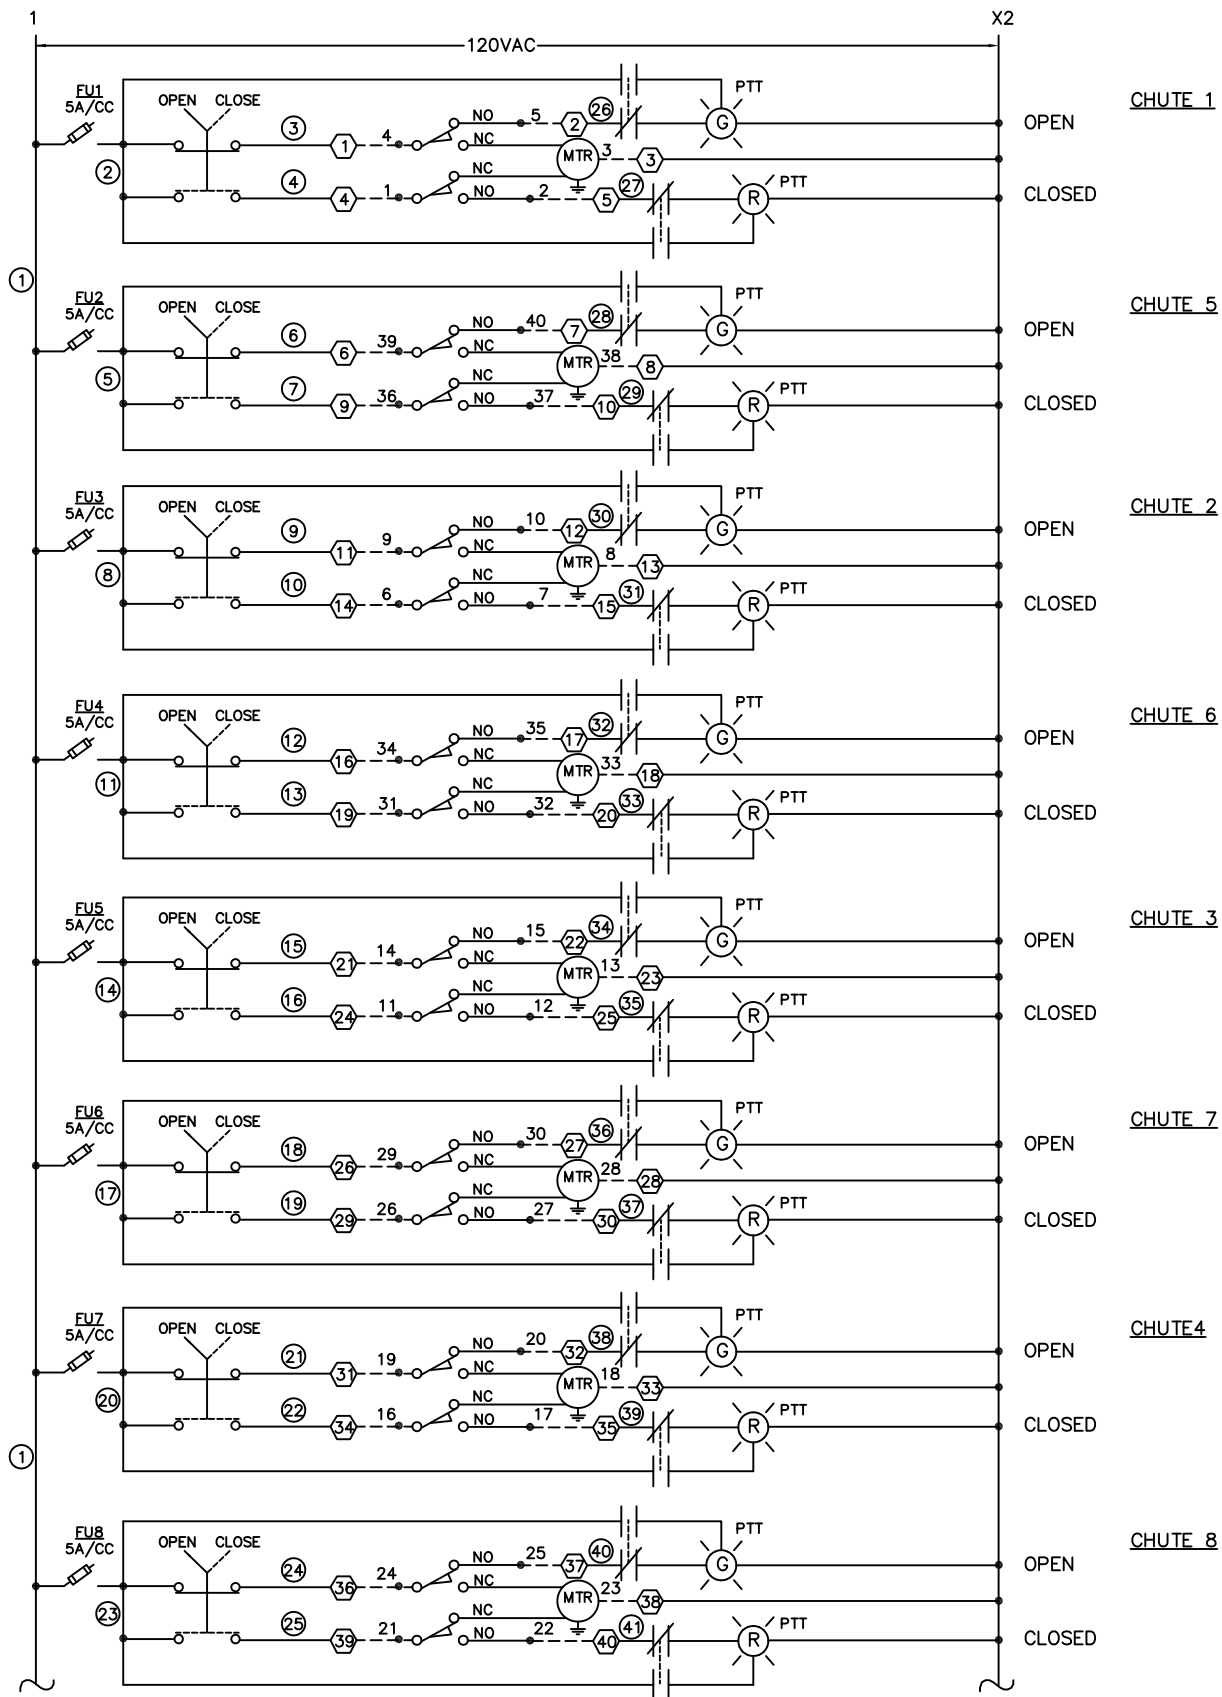 1 X2
120VAC
FU1
5A/CC
OPEN CLOSE
3 1 4 NO 5 2 26 PTT G OPEN CHUTE 1
2 NC MTR 3 3
NC
4 4 1 NO 2 5 27 PTT R CLOSED
1
FU2
5A/CC
OPEN CLOSE
6 6 39 NO 40 7 28 PTT G OPEN CHUTE 5
5 NC MTR 38 8
NC
7 9 36 NO 37 10 29 PTT R CLOSED
FU3
5A/CC
OPEN CLOSE
9 11 9 NO 10 12 30 PTT G OPEN CHUTE 2
8 NC MTR 8 13
NC
10 14 6 NO 7 15 31 PTT R CLOSED
FU4
5A/CC
OPEN CLOSE
12 16 34 NO 35 17 32 PTT G OPEN CHUTE 6
11 NC MTR 33 18
NC
13 19 31 NO 32 20 33 PTT R CLOSED
FU5
5A/CC
OPEN CLOSE
15 21 14 NO 15 22 34 PTT G OPEN CHUTE 3
14 NC MTR 13 23
NC
16 24 11 NO 12 25 35 PTT R CLOSED
FU6
5A/CC
OPEN CLOSE
18 26 29 NO 30 27 36 PTT G OPEN CHUTE 7
17 NC MTR 28 28
NC
19 29 26 NO 27 30 37 PTT R CLOSED
FU7
5A/CC
OPEN CLOSE
21 31 19 NO 20 32 38 PTT G OPEN CHUTE4
20 NC MTR 18 33
NC
22 34 16 NO 17 35 39 PTT R CLOSED
1
FU8
5A/CC
OPEN CLOSE
24 36 24 NO 25 37 40 PTT G OPEN CHUTE 8
23 NC MTR 23 38
NC
25 39 21 NO 22 40 41 PTT R CLOSED